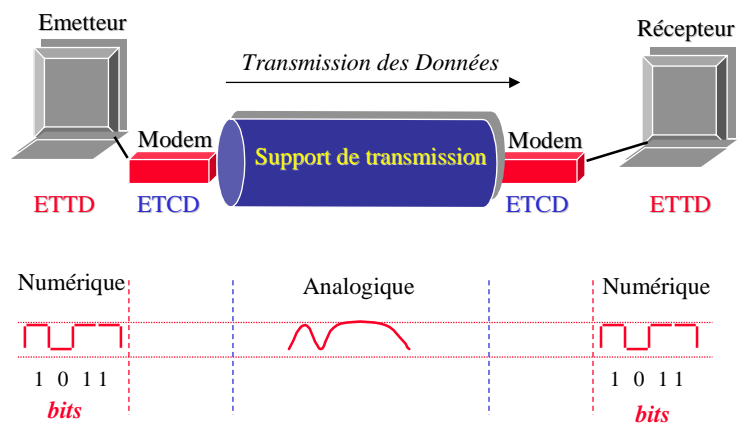 Emetteur
Récepteur
Transmission des Données
Modem
Support de transmission
Modem
ETTD
ETCD
ETCD
ETTD
Numérique
Analogique
Numérique
1 0 1 1
1 0 1 1
bits
bits